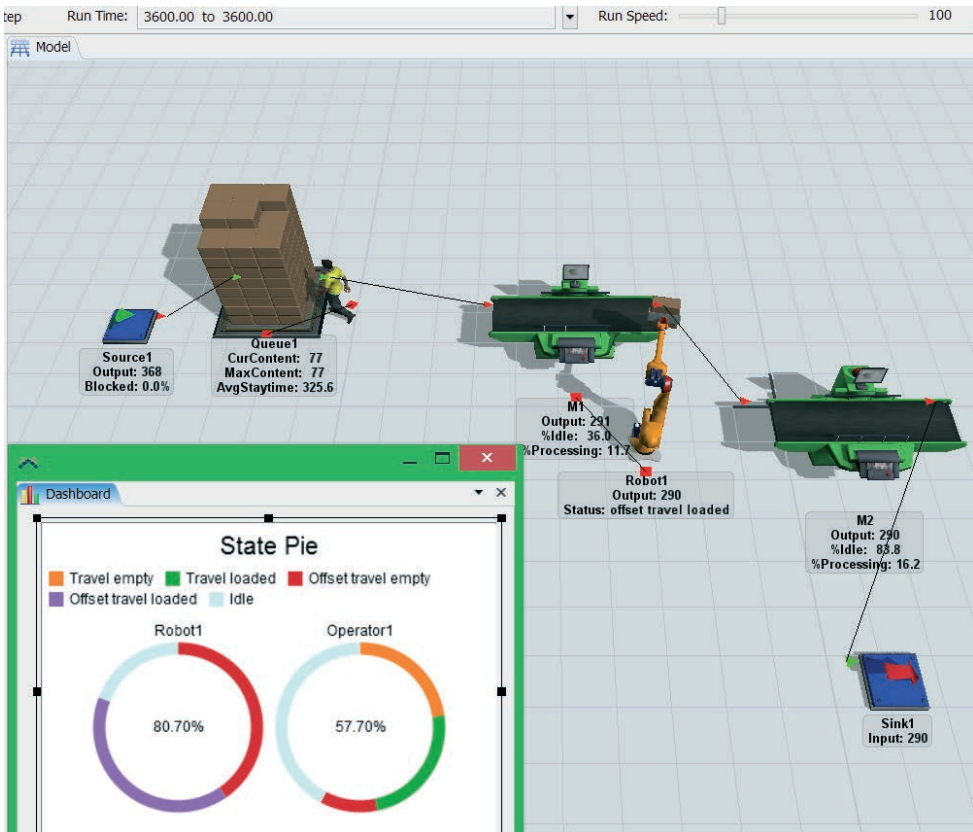 tep Run Time: 3600.00 to 3600.00 Run Speed: 100
Model
Source1
Output: 368
Blocked: 0.0%
Queue1
CurContent: 77
MaxContent: 77
AvgStaytime: 325.6
M1
Output: 291
%Idle: 36.0
%Processing: 11.7
Robot1
Output: 290
Status: offset travel loaded
M2
Output: 290
%Idle: 83.8
%Processing: 16.2
Sink1
Input: 290
Dashboard
State Pie
Travel empty Travel loaded Offset travel empty
Offset travel loaded Idle
Robot1 Operator1
80.70% 57.70%